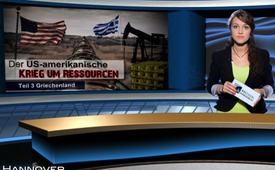 Der US-amerikanische
KRIEG UM RESSOURCEN
Teil 3 Griechenland
HANNOVER